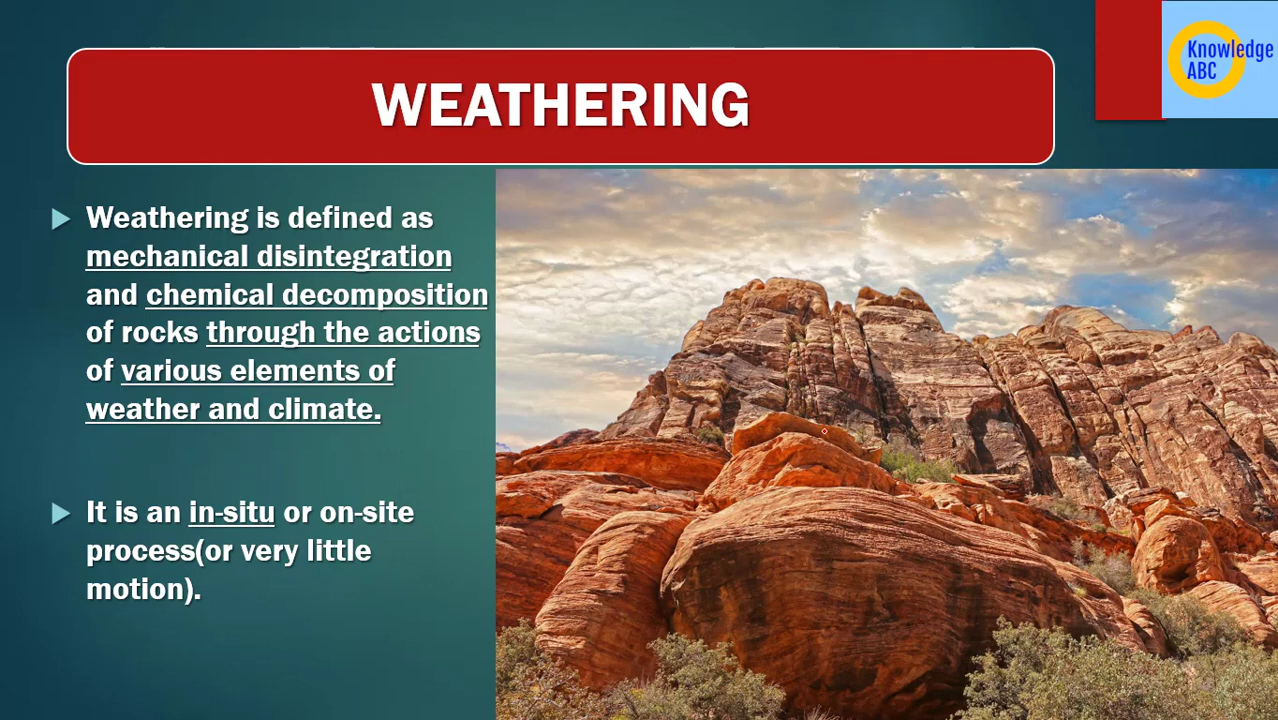 WEATHERING
Knowledge
ABC
Weathering is defined as
mechanical disintegration
and chemical decomposition
of rocks through the actions
of various elements of
weather and climate.
It is an in-situ or on-site
process(or very little
motion).